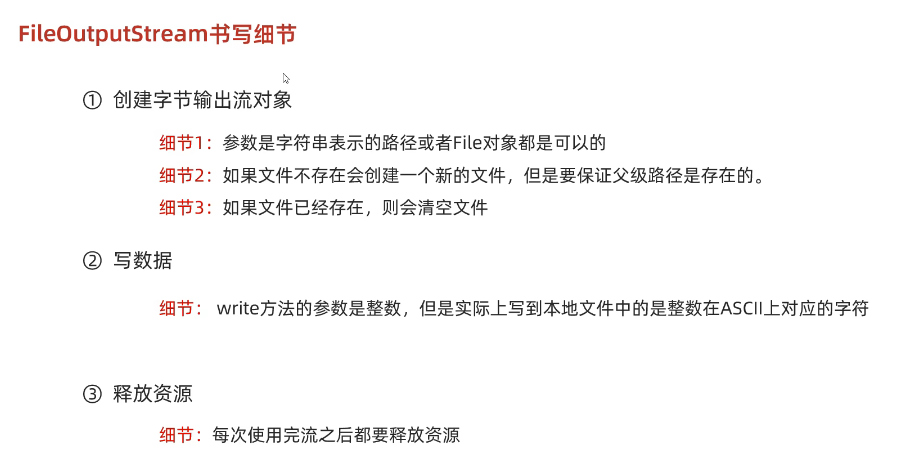 FileOutputStream书写细节
① 创建字节输出流对象
细节1：参数是字符串表示的路径或者File对象都是可以的
细节2：如果文件不存在会创建一个新的文件，但是要保证父级路径是存在的。
细节3：如果文件已经存在，则会清空文件
② 写数据
细节： write方法的参数是整数，但是实际上写到本地文件中的是整数在ASCII上对应的字符
③ 释放资源
细节：每次使用完流之后都要释放资源